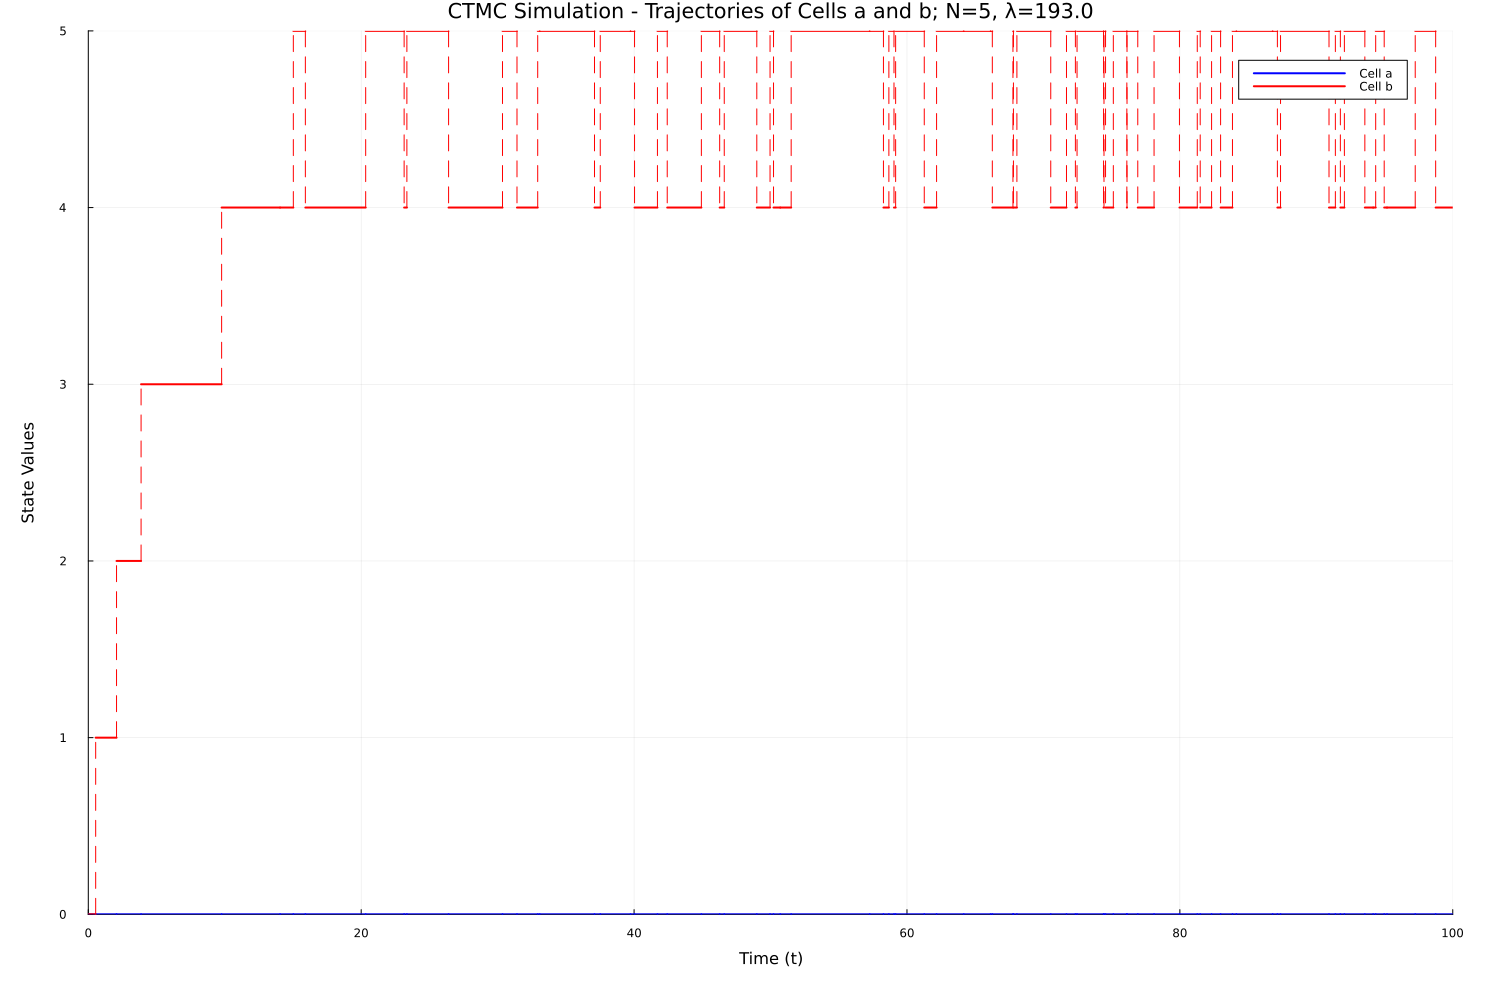 CTMC Simulation - Trajectories of Cells a and b; N=5, λ=193.0
5
Cell a
Cell b
4
3
State Values
2
1
0
0 20 40 60 80 100
Time (t)